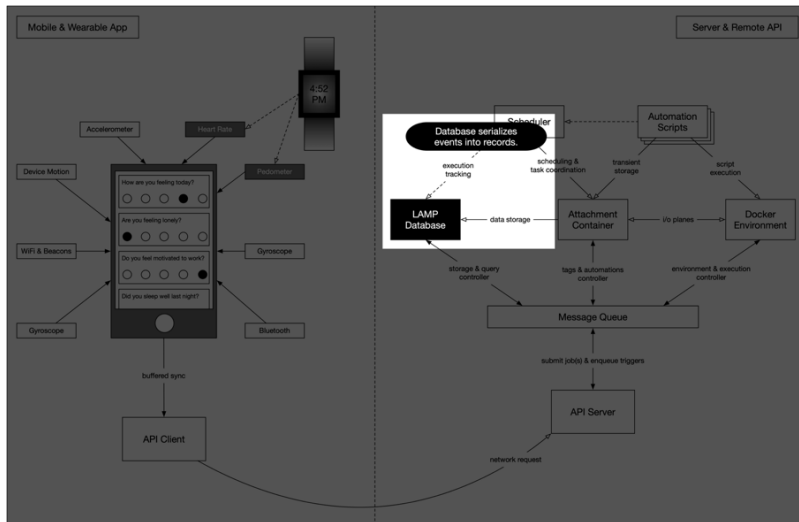 Mobile & Wearable App
Server & Remote API
4:52
PM
Accelerometer
Heart Rate
Device Motion
Pedometer
How are you feeling today?
Are you feeling lonely?
WiFi & Beacons
Do you feel motivated to work?
Gyroscope
Did you sleep well last night?
Gyroscope
Bluetooth
buffered sync
API Client
Scheduler
Automation
Scripts
Database serializes
events into records.
execution
tracking
scheduling &
task coordination
transient
storage
script
execution
LAMP
Database
data storage
Attachment
Container
i/o planes
Docker
Environment
storage & query
controller
tags & automations
controller
environment & execution
controller
Message Queue
submit job(s) & enqueue triggers
API Server
network request